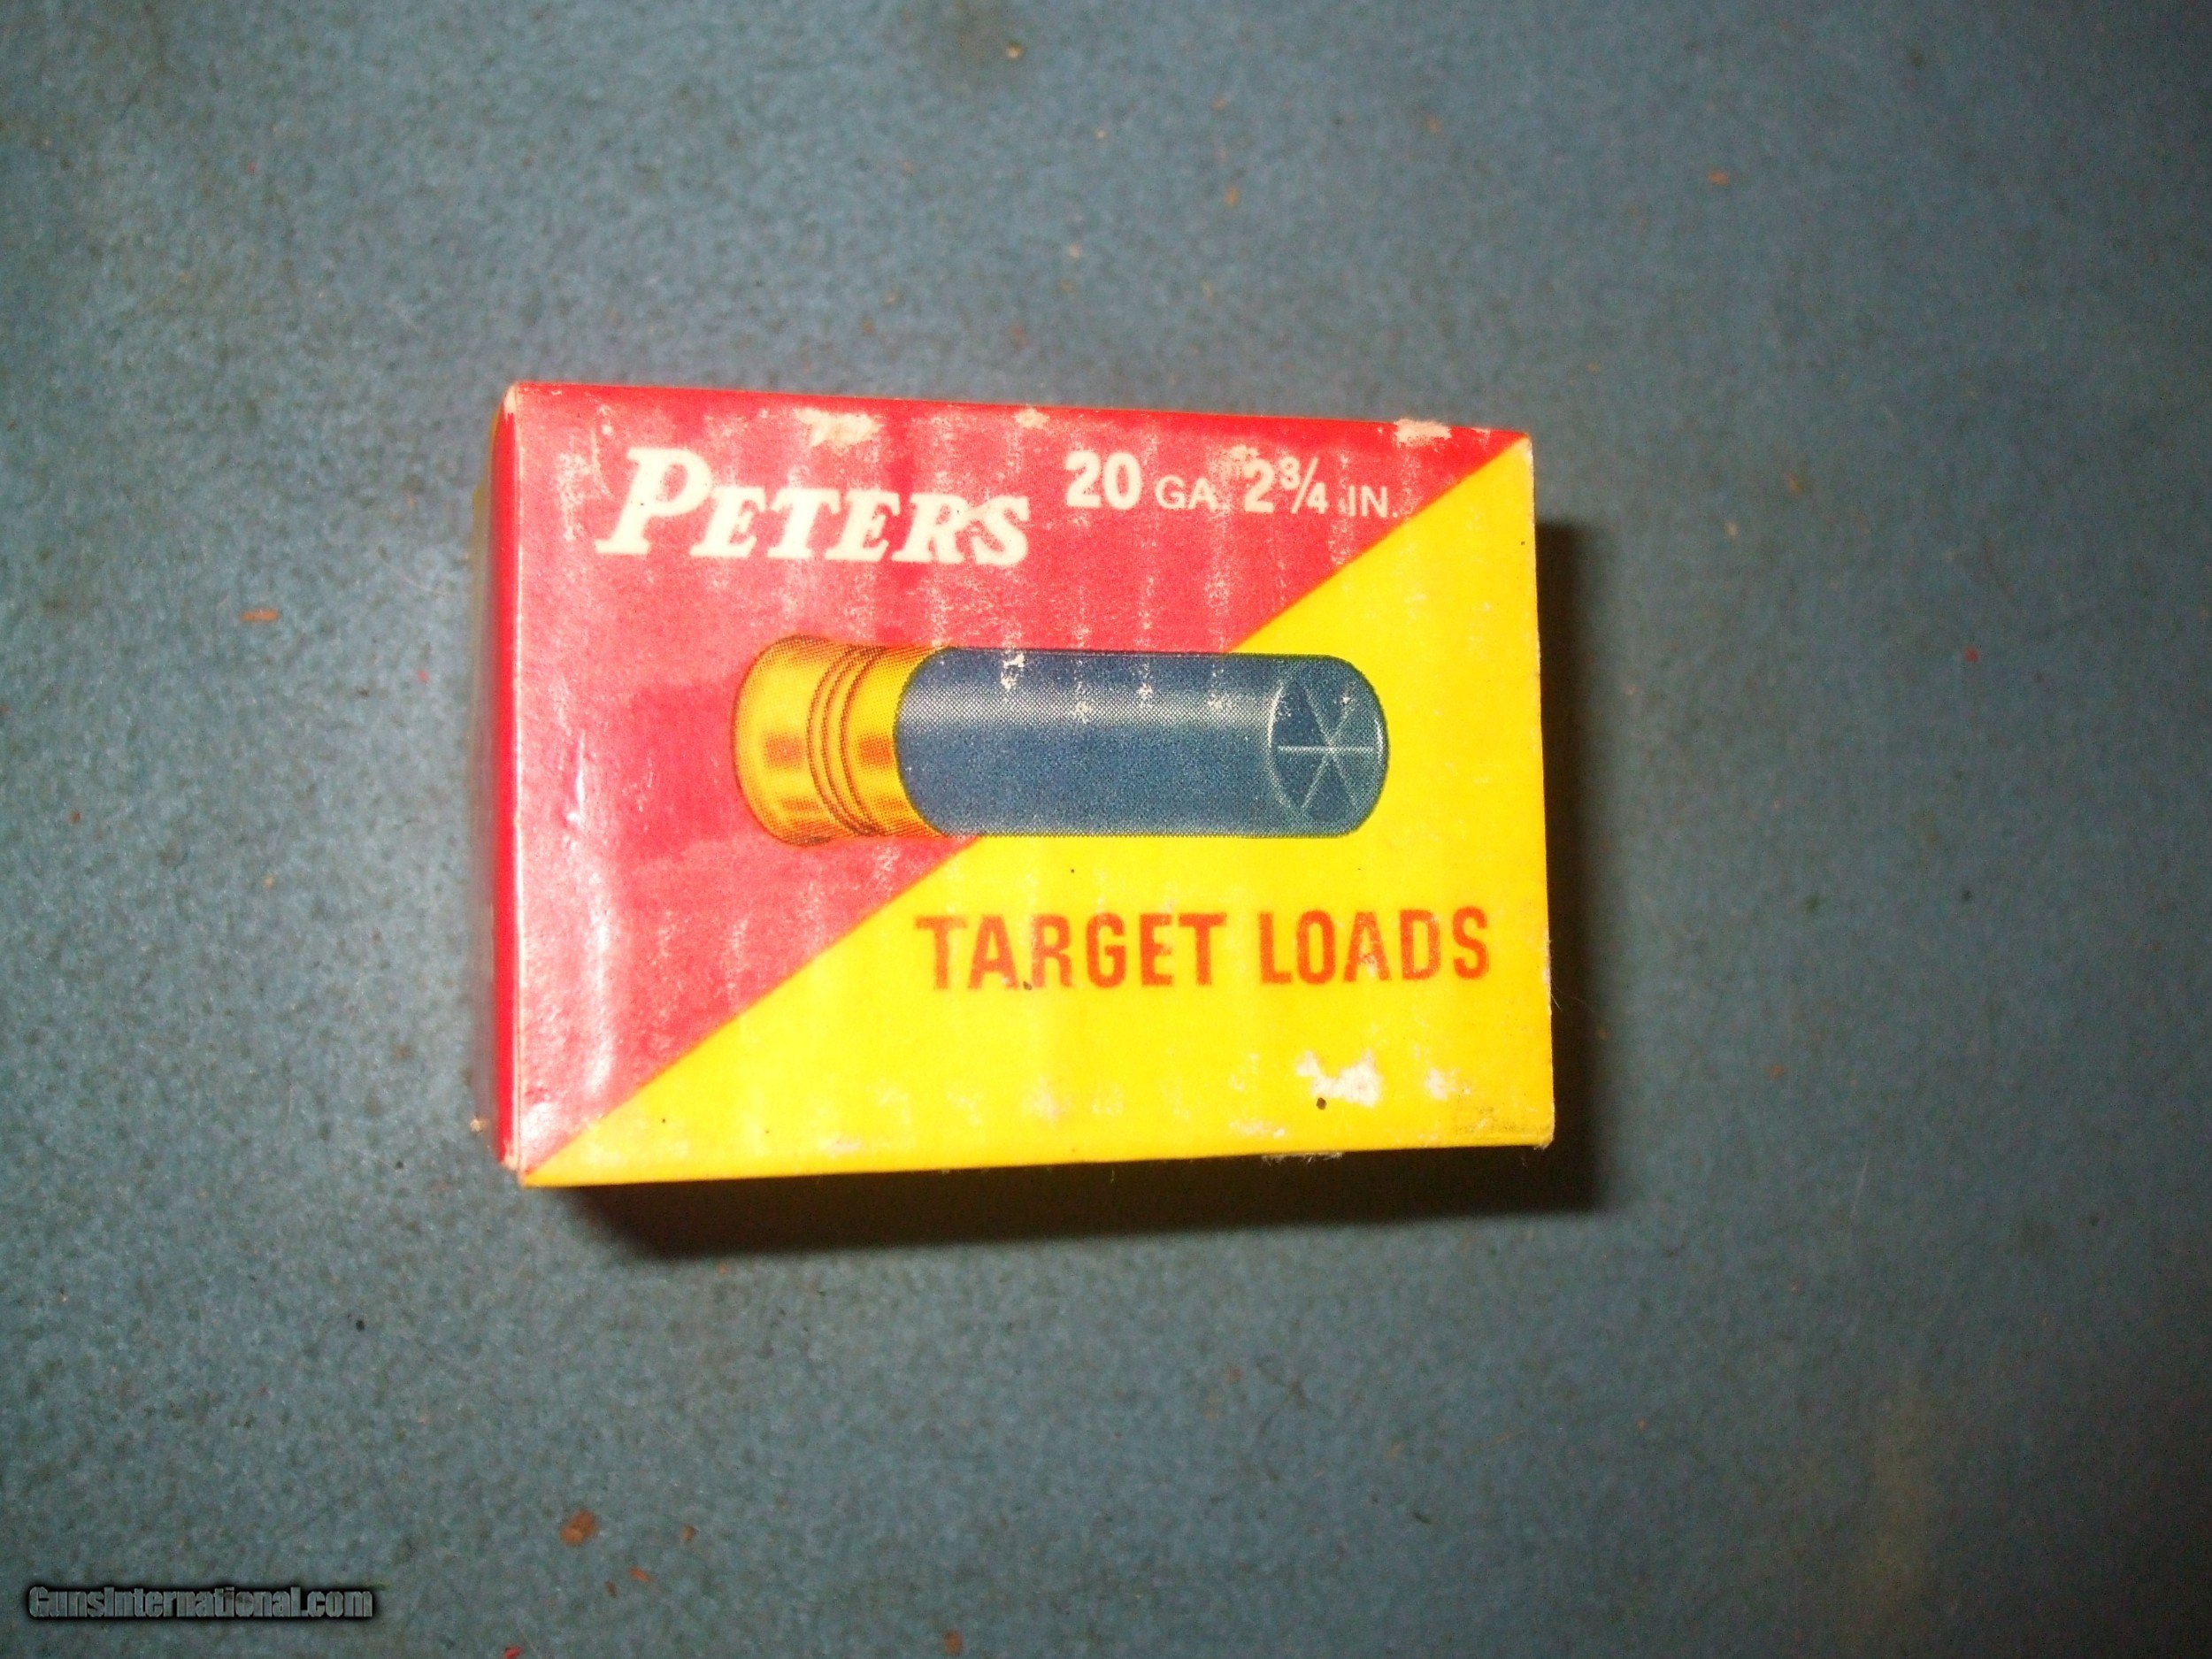 PETERS 20 GA. 2¾ IN.
TARGET LOADS
GunsInternational.com